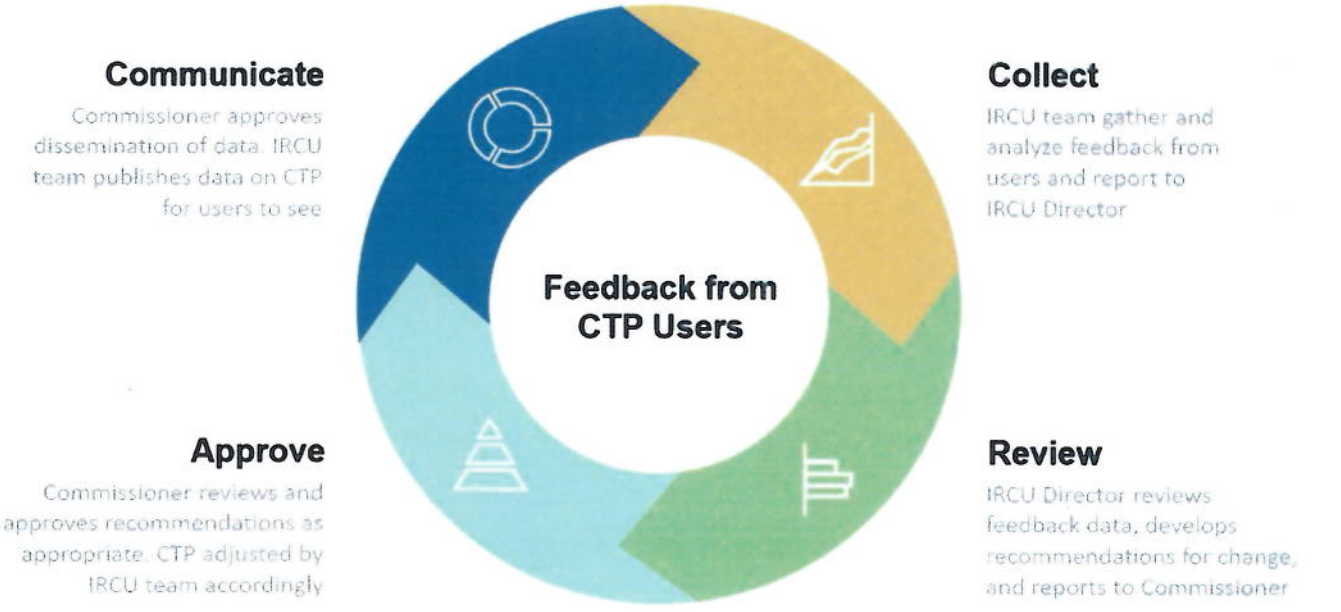 Communicate
Commissioner approves
dissemination of data. IRCU
team publishes data on CTP
for users to see
Collect
IRCU team gather and
analyze feedback from
users and report to
IRCU Director
Feedback from
CTP Users
Approve
Commissioner reviews and
approves recommendations as
appropriate. CTP adjusted by
IRCU team accordingly
Review
IRCU Director reviews
feedback data, develops
recommendations for change,
and reports to Commissioner